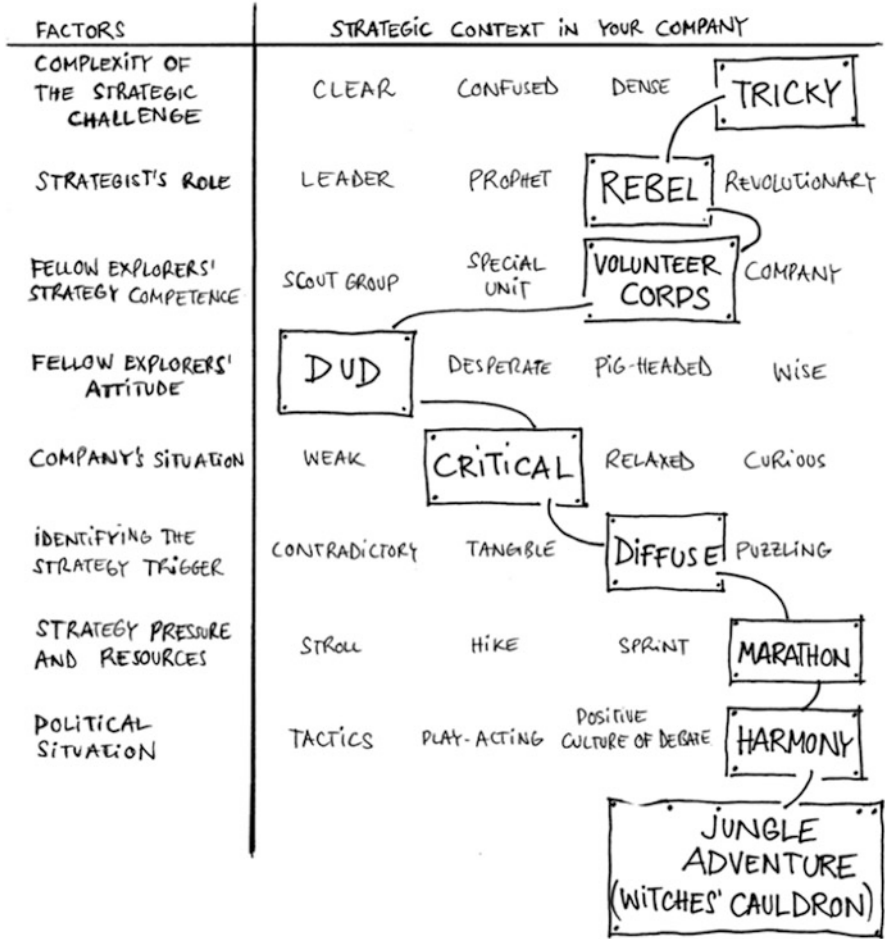 FACTORS STRATEGIC CONTEXT IN YOUR COMPANY
COMPLEXITY OF
THE STRATEGIC
CHALLENGE
CLEAR CONFUSED DENSE TRICKY
STRATEGIST'S ROLE LEADER PROPHET REBEL REVOLUTIONARY
FELLOW EXPLORERS'
STRATEGY COMPETENCE
SCOUT GROUP
SPECIAL
UNIT
VOLUNTEER
CORPS
COMPANY
FELLOW EXPLORERS'
ATTITUDE
DUD DESPERATE PIG-HEADED WISE
COMPANY'S SITUATION WEAK CRITICAL RELAXED CURIOUS
IDENTIFYING THE
STRATEGY TRIGGER
CONTRADICTORY TANGIBLE DIFFUSE PUZZLING
STRATEGY PRESSURE
AND RESOURCES
STROLL HIKE SPRINT MARATHON
POLITICAL
SITUATION
TACTICS PLAY-ACTING
POSITIVE
CULTURE OF DEBATE
HARMONY
JUNGLE
ADVENTURE
(WITCHES' CAULDRON)